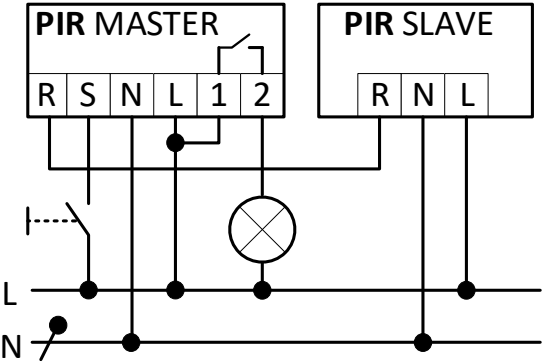 PIR MASTER
PIR SLAVE
R S N L 1 2
R N L
L
N